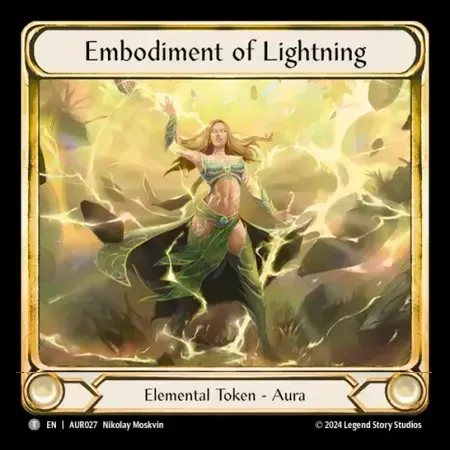 Embodiment of Lightning
Elemental Token - Aura
T EN | AUR027 Nikolay Moskvin © 2024 Legend Story Studios